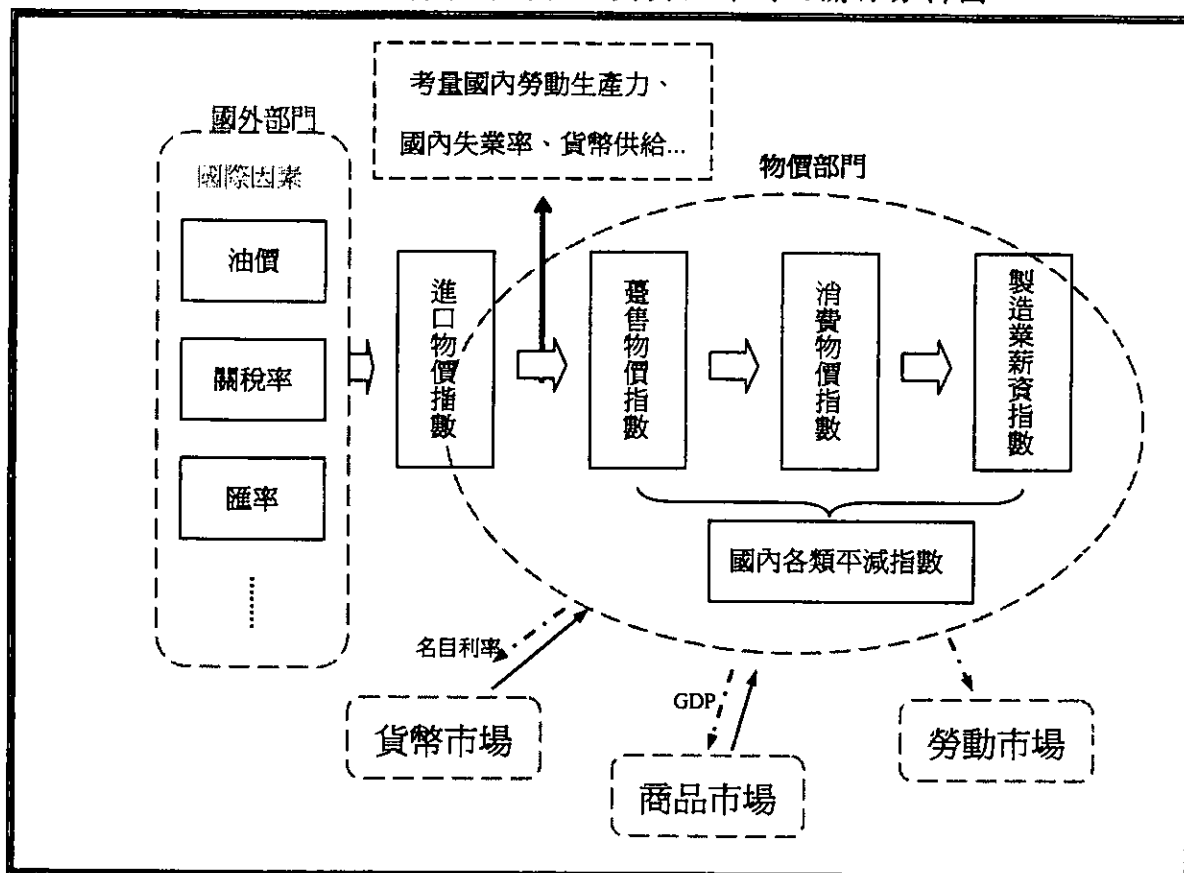 考量國內勞動生產力、
國內失業率、貨幣供給...
國外部門
國際因素
油價
關稅率
匯率
......
物價部門
進口物價指數
躉售物價指數
消費物價指數
製造業薪資指數
國內各類平減指數
名目利率
貨幣市場
GDP
商品市場
勞動市場